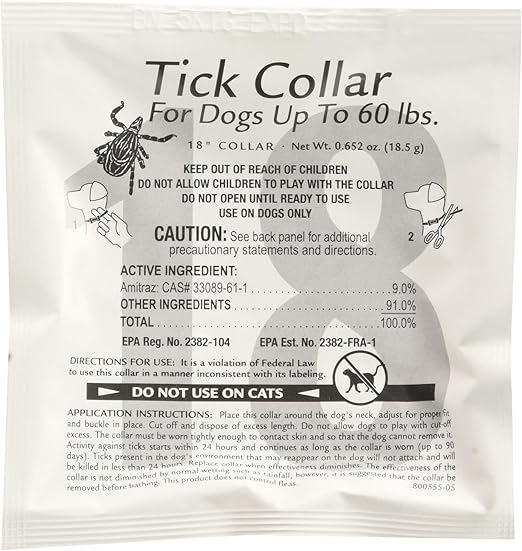 Tick Collar
For Dogs Up To 60 lbs.
18" COLLAR · Net Wt. 0.652 oz. (18.5 g)
KEEP OUT OF REACH OF CHILDREN
DO NOT ALLOW CHILDREN TO PLAY WITH THE COLLAR
DO NOT OPEN UNTIL READY TO USE
USE ON DOGS ONLY
1
2
18
CAUTION: See back panel for additional
precautionary statements and directions.
ACTIVE INGREDIENT:
Amitraz: CAS# 33089-61-1 ........................ 9.0%
OTHER INGREDIENTS ........................ 91.0%
TOTAL ........................ 100.0%
EPA Reg. No. 2382-104 EPA Est. No. 2382-FRA-1
DIRECTIONS FOR USE: It is a violation of Federal Law
to use this collar in a manner inconsistent with its labeling.
DO NOT USE ON CATS
APPLICATION INSTRUCTIONS: Place this collar around the dog's neck, adjust for proper fit
and buckle in place. Cut off and dispose of excess length. Do not allow dogs to play with cut-off
excess. The collar must be worn tightly enough to contact skin and so that the dog cannot remove it.
Activity against ticks starts within 24 hours and continues as long as the collar is worn (up to 90
days). Ticks present in the dog's environment that may reappear on the dog will not attach and will
be killed in less than 24 hours. Replace collar when effectiveness diminishes. The effectiveness of the
collar is not diminished by normal wetting such as rainfall, however, it is suggested that the collar be
removed before bathing. This product does not control fleas.
800555-05